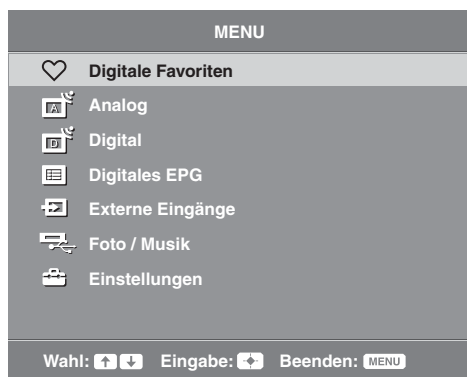 MENU
Digitale Favoriten
A Analog
D Digital
Digitales EPG
Externe Eingänge
Foto / Musik
Einstellungen
Wahl: ↑ ↓ Eingabe: Beenden: MENU